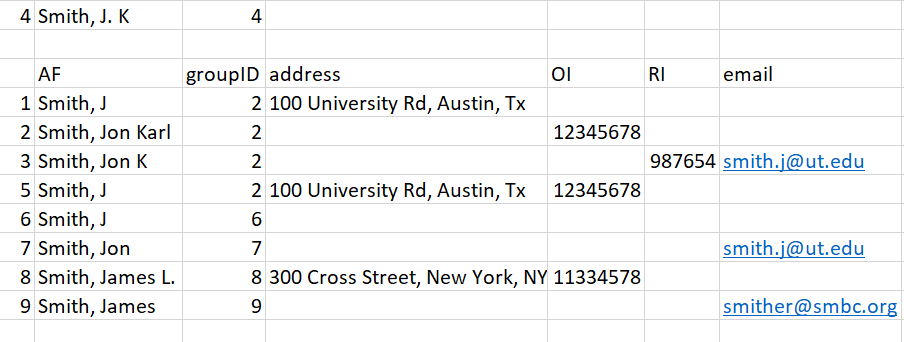 4 Smith, J. K 4
AF groupID address OI RI email
1 Smith, J 2 100 University Rd, Austin, Tx
2 Smith, Jon Karl 2 12345678
3 Smith, Jon K 2 987654 smith.j@ut.edu
5 Smith, J 2 100 University Rd, Austin, Tx 12345678
6 Smith, J 6
7 Smith, Jon 7 smith.j@ut.edu
8 Smith, James L. 8 300 Cross Street, New York, NY 11334578
9 Smith, James 9 smither@smbc.org